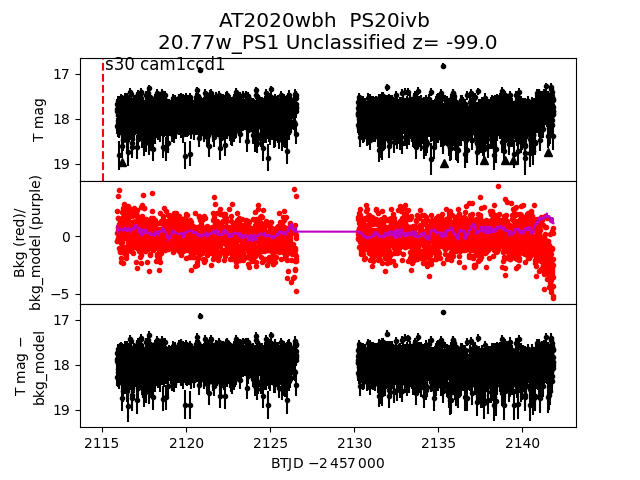 AT2020wbh  PS20ivb
20.77w_PS1 Unclassified z= -99.0
s30 cam1ccd1
17
18
19
T mag
0
−5
Bkg (red)/
bkg_model (purple)
17
18
19
T mag −
bkg_model
2115
2120
2125
2130
2135
2140
BTJD −2 457 000